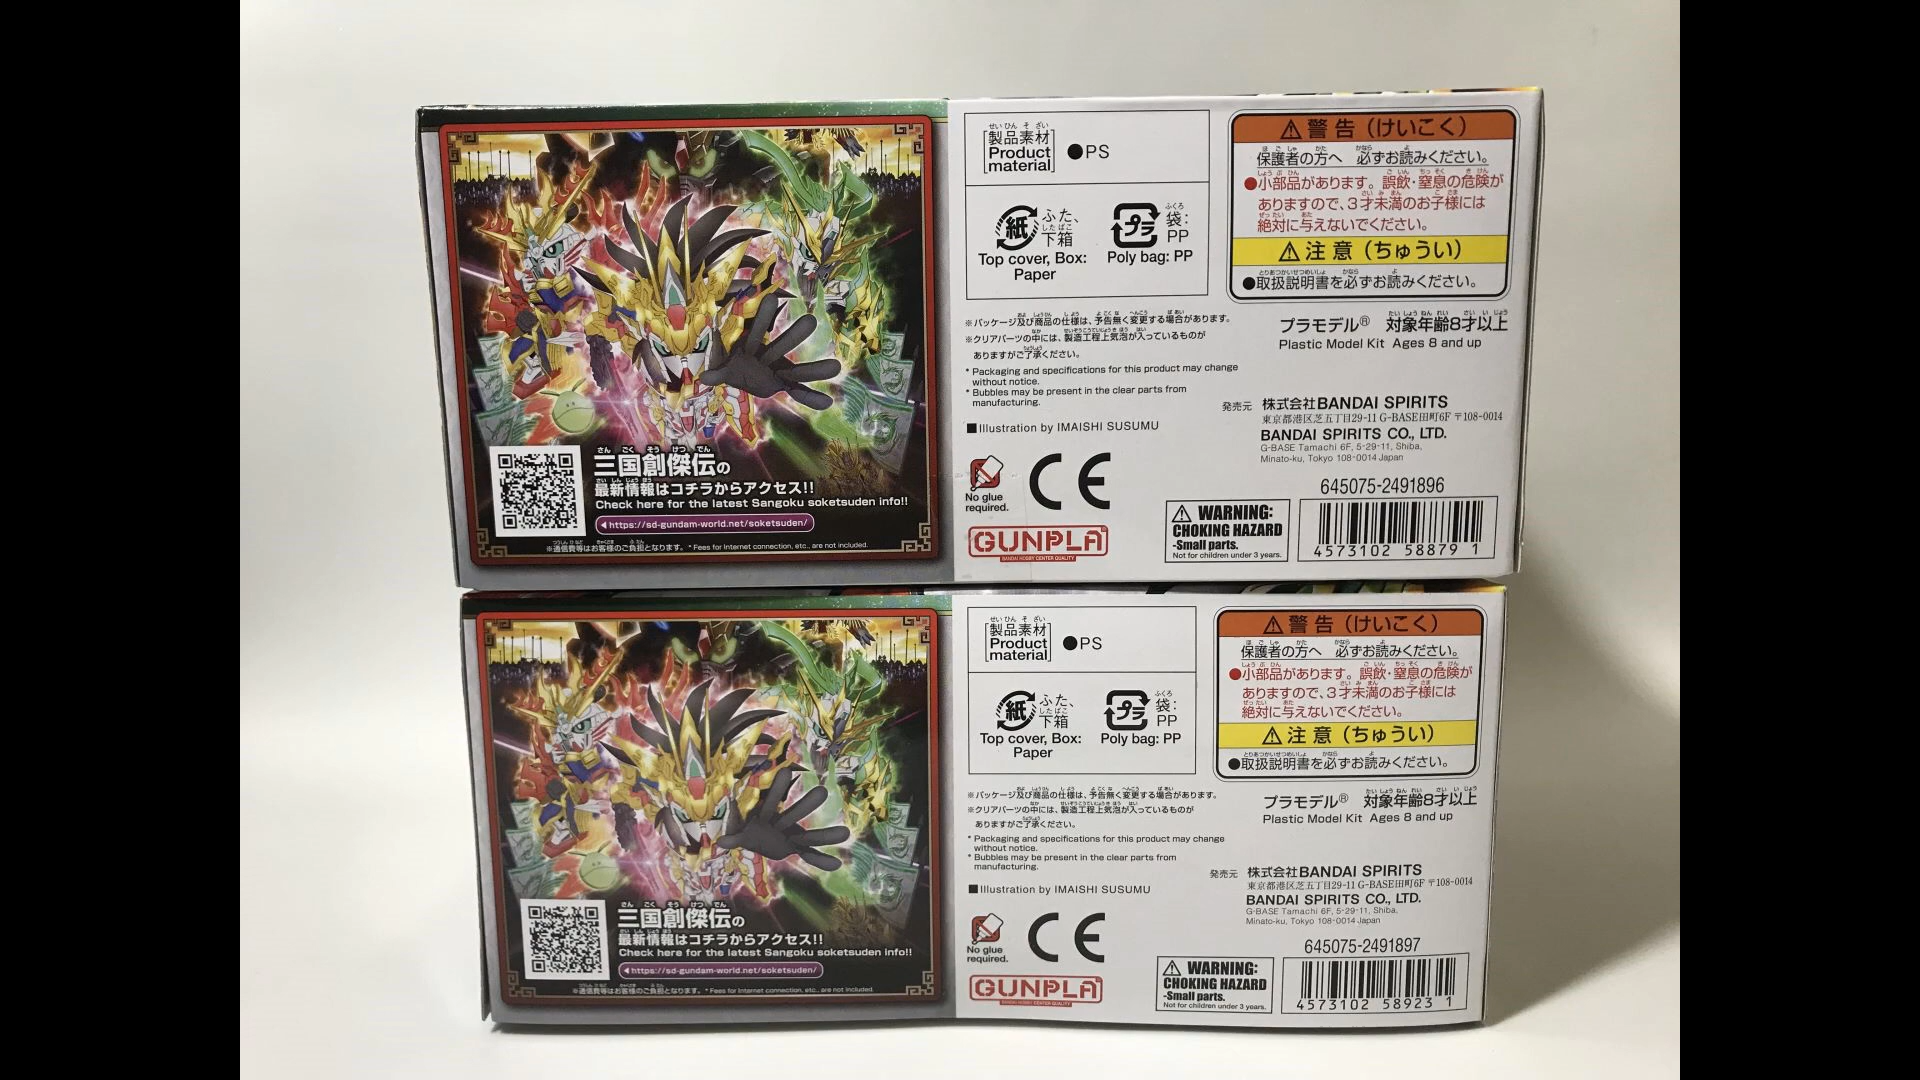 三国創傑伝の
最新情報はコチラからアクセス!!
Check here for the latest Sangoku soketsuden info!!
◀https://sd-gundam-world.net/soketsuden/
※通信費等はお客様のご負担となります。 * Fees for Internet connection, etc., are not included.
[製品素材
Product
material]
●PS
紙 ふた、
下箱
Top cover, Box:
Paper
プラ 袋:
PP
Poly bag: PP
※パッケージ及び商品の仕様は、予告無く変更する場合があります。
※クリアパーツの中には、製造工程上気泡が入っているものが
ありますがご了承ください。
* Packaging and specifications for this product may change
without notice.
* Bubbles may be present in the clear parts from
manufacturing.
■Illustration by IMAISHI SUSUMU
No glue
required.
CE
GUNPLA
BANDAI HOBBY CENTER QUALITY
⚠警告(けいこく)
保護者の方へ 必ずお読みください。
●小部品があります。誤飲・窒息の危険が
ありますので、3才未満のお子様には
絶対に与えないでください。
⚠注意(ちゅうい)
●取扱説明書を必ずお読みください。
プラモデル® 対象年齢8才以上
Plastic Model Kit Ages 8 and up
発売元 株式会社BANDAI SPIRITS
東京都港区芝五丁目29-11 G-BASE田町6F 〒108-0014
BANDAI SPIRITS CO., LTD.
G-BASE Tamachi 6F, 5-29-11, Shiba,
Minato-ku, Tokyo 108-0014 Japan
645075-2491896
⚠WARNING:
CHOKING HAZARD
-Small parts.
Not for children under 3 years.
4573102 58879 1
三国創傑伝の
最新情報はコチラからアクセス!!
Check here for the latest Sangoku soketsuden info!!
◀https://sd-gundam-world.net/soketsuden/
※通信費等はお客様のご負担となります。 * Fees for Internet connection, etc., are not included.
[製品素材
Product
material]
●PS
紙 ふた、
下箱
Top cover, Box:
Paper
プラ 袋:
PP
Poly bag: PP
※パッケージ及び商品の仕様は、予告無く変更する場合があります。
※クリアパーツの中には、製造工程上気泡が入っているものが
ありますがご了承ください。
* Packaging and specifications for this product may change
without notice.
* Bubbles may be present in the clear parts from
manufacturing.
■Illustration by IMAISHI SUSUMU
No glue
required.
CE
GUNPLA
BANDAI HOBBY CENTER QUALITY
⚠警告(けいこく)
保護者の方へ 必ずお読みください。
●小部品があります。誤飲・窒息の危険が
ありますので、3才未満のお子様には
絶対に与えないでください。
⚠注意(ちゅうい)
●取扱説明書を必ずお読みください。
プラモデル® 対象年齢8才以上
Plastic Model Kit Ages 8 and up
発売元 株式会社BANDAI SPIRITS
東京都港区芝五丁目29-11 G-BASE田町6F 〒108-0014
BANDAI SPIRITS CO., LTD.
G-BASE Tamachi 6F, 5-29-11, Shiba,
Minato-ku, Tokyo 108-0014 Japan
645075-2491897
⚠WARNING:
CHOKING HAZARD
-Small parts.
Not for children under 3 years.
4573102 58923 1